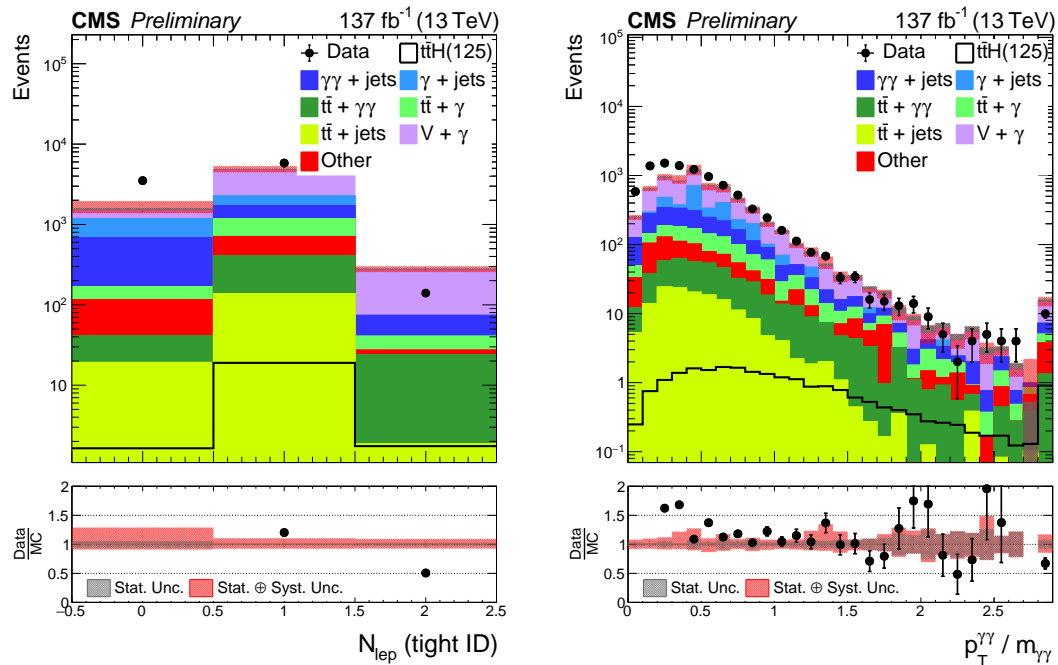 CMS Preliminary 137 fb⁻¹ (13 TeV)
Events
10⁵
10⁴
10³
10²
10
Data tt̄H(125)
γγ + jets γ + jets
tt̄ + γγ tt̄ + γ
tt̄ + jets V + γ
Other
Data/MC
2
1.5
1
0.5
0
Stat. Unc. Stat. ⊕ Syst. Unc.
−0.5 0 0.5 1 1.5 2 2.5
N_lep (tight ID)
CMS Preliminary 137 fb⁻¹ (13 TeV)
Events
10⁵
10⁴
10³
10²
10
1
10⁻¹
Data tt̄H(125)
γγ + jets γ + jets
tt̄ + γγ tt̄ + γ
tt̄ + jets V + γ
Other
Data/MC
2
1.5
1
0.5
0
Stat. Unc. Stat. ⊕ Syst. Unc.
0 0.5 1 1.5 2 2.5
p_T^γγ / m_γγ